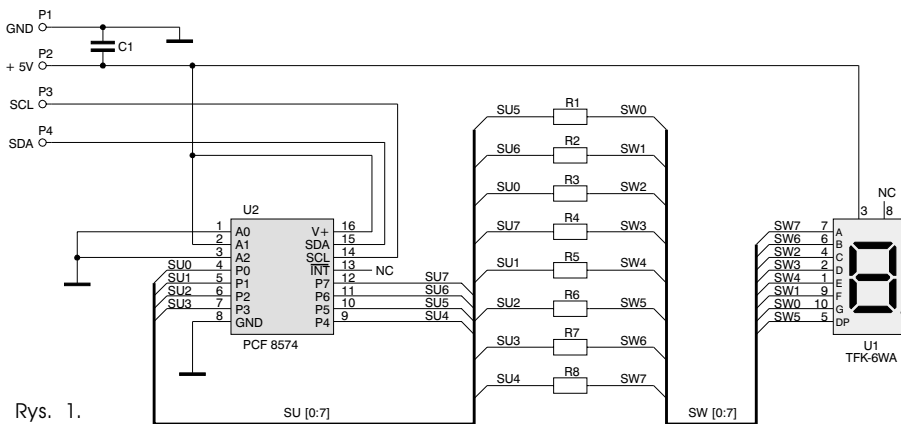 P1
GND
C1
P2
+ 5V
P3
SCL
P4
SDA
U2
1 A0 V+ 16
2 A1 SDA 15
3 A2 SCL 14
SU0 4 P0 INT 13 NC
SU1 5 P1 P7 12 SU7
SU2 6 P2 P6 11 SU6
SU3 7 P3 P5 10 SU5
8 GND P4 9 SU4
PCF 8574
SU5 R1 SW0
SU6 R2 SW1
SU0 R3 SW2
SU7 R4 SW3
SU1 R5 SW4
SU2 R6 SW5
SU3 R7 SW6
SU4 R8 SW7
NC
3 8
SW7 7 A
SW6 6 B
SW2 4 C
SW3 2 D
SW4 1 E
SW1 9 F
SW0 10 G
SW5 5 DP
U1
TFK-6WA
Rys. 1.
SU [0:7]
SW [0:7]